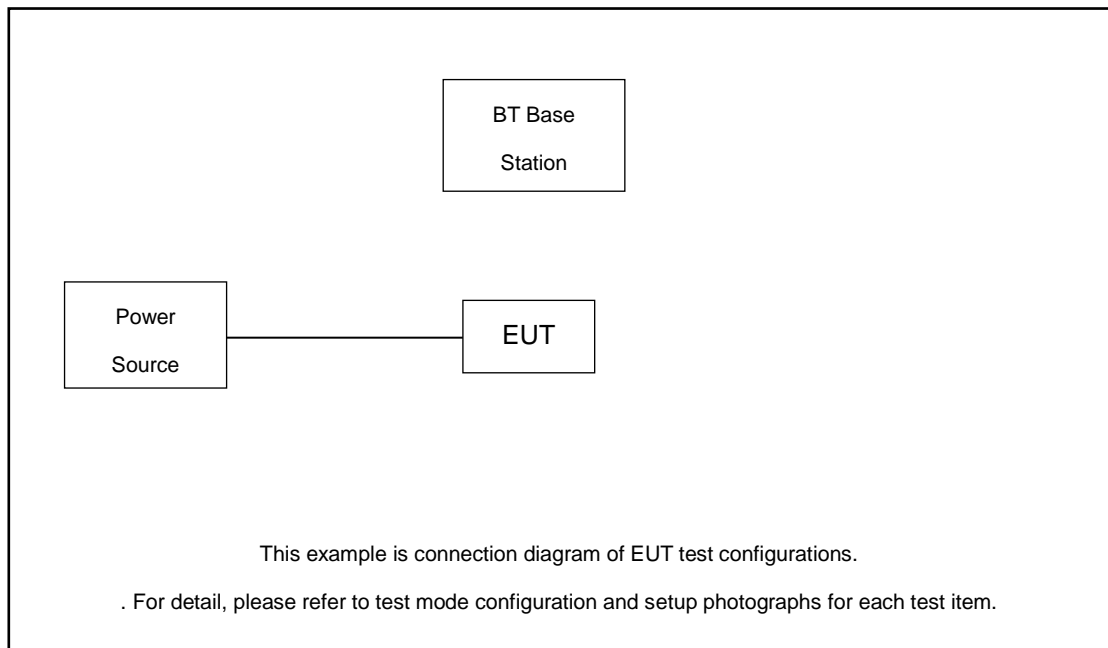 BT Base
Station
Power
Source
EUT
This example is connection diagram of EUT test configurations.
. For detail, please refer to test mode configuration and setup photographs for each test item.